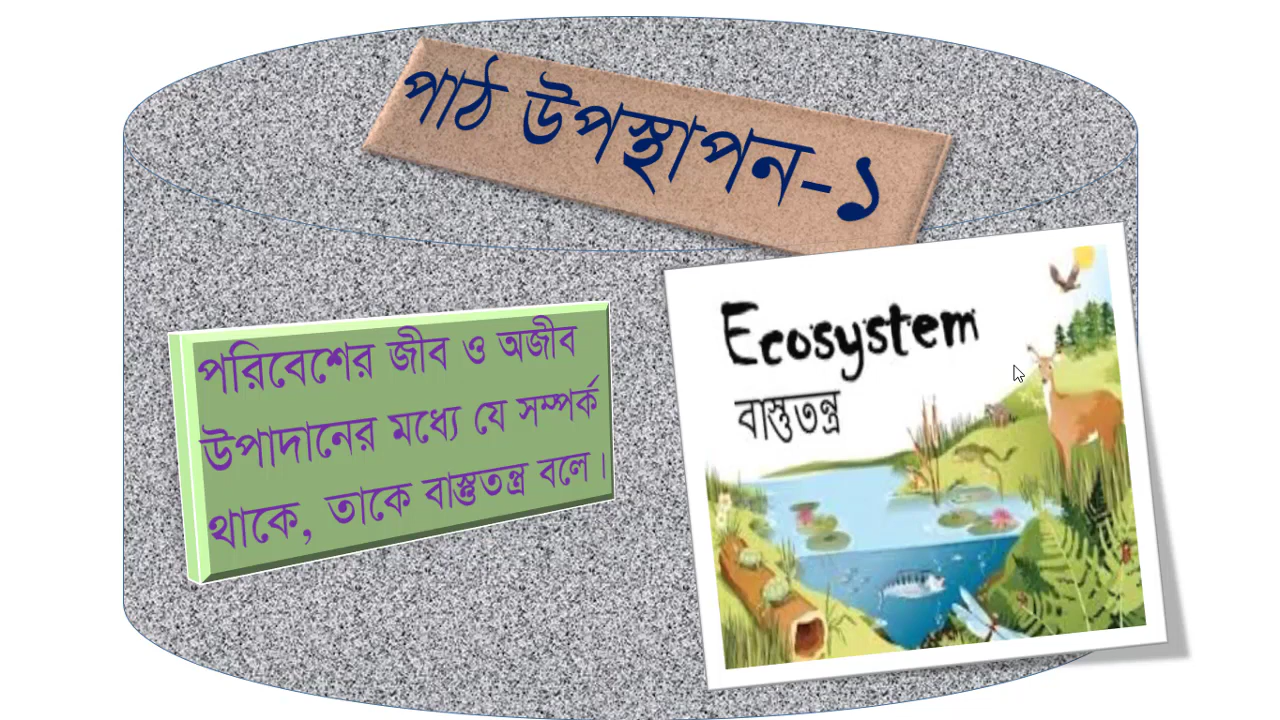 পাঠ উপস্থাপন-১
পরিবেশের জীব ও অজীব
উপাদানের মধ্যে যে সম্পর্ক
থাকে, তাকে বাস্তুতন্ত্র বলে।
Ecosystem
বাস্তুতন্ত্র